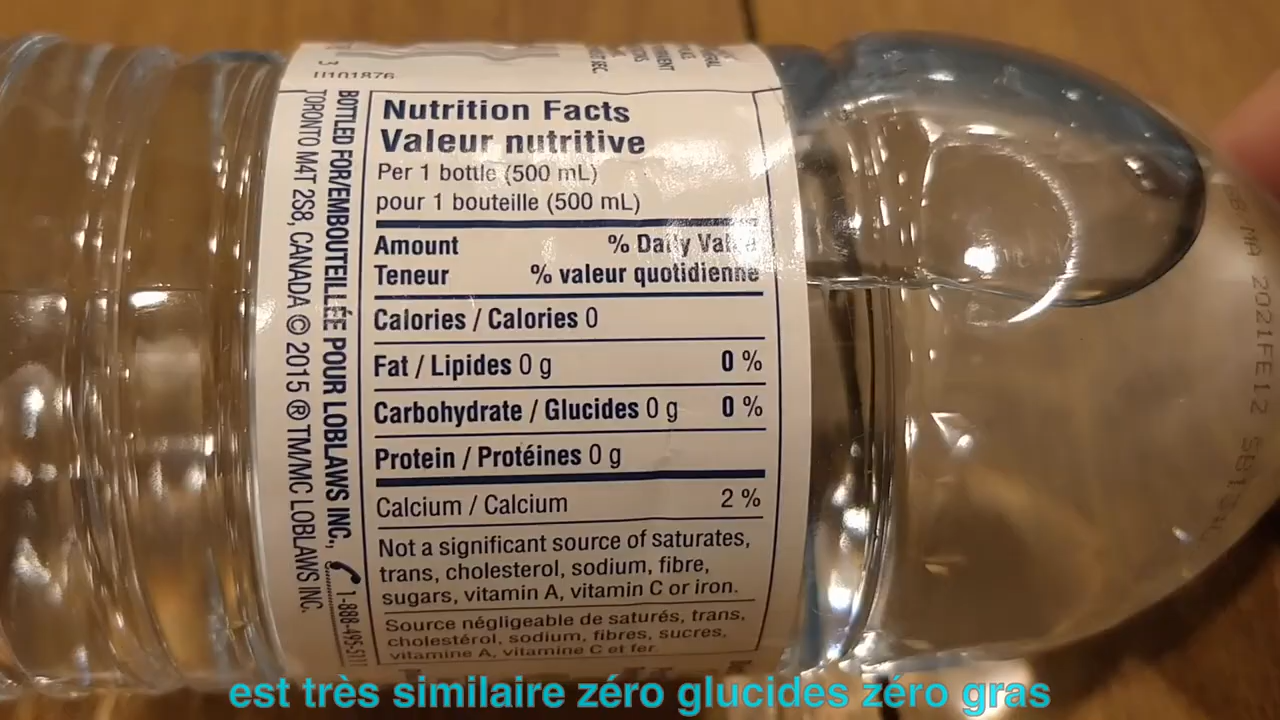 Nutrition Facts
Valeur nutritive
Per 1 bottle (500 mL)
pour 1 bouteille (500 mL)
Amount % Daily Value
Teneur % valeur quotidienne
Calories / Calories 0
Fat / Lipides 0 g 0 %
Carbohydrate / Glucides 0 g 0 %
Protein / Protéines 0 g
Calcium / Calcium 2 %
Not a significant source of saturates,
trans, cholesterol, sodium, fibre,
sugars, vitamin A, vitamin C or iron.
Source négligeable de saturés, trans,
cholestérol, sodium, fibres, sucres,
vitamine A, vitamine C et fer.
BOTTLED FOR/EMBOUTEILLÉE POUR LOBLAWS INC.,
TORONTO M4T 2S8, CANADA © 2015 ® TM/MC LOBLAWS INC.
MA 2021FE12
est très similaire zéro glucides zéro gras